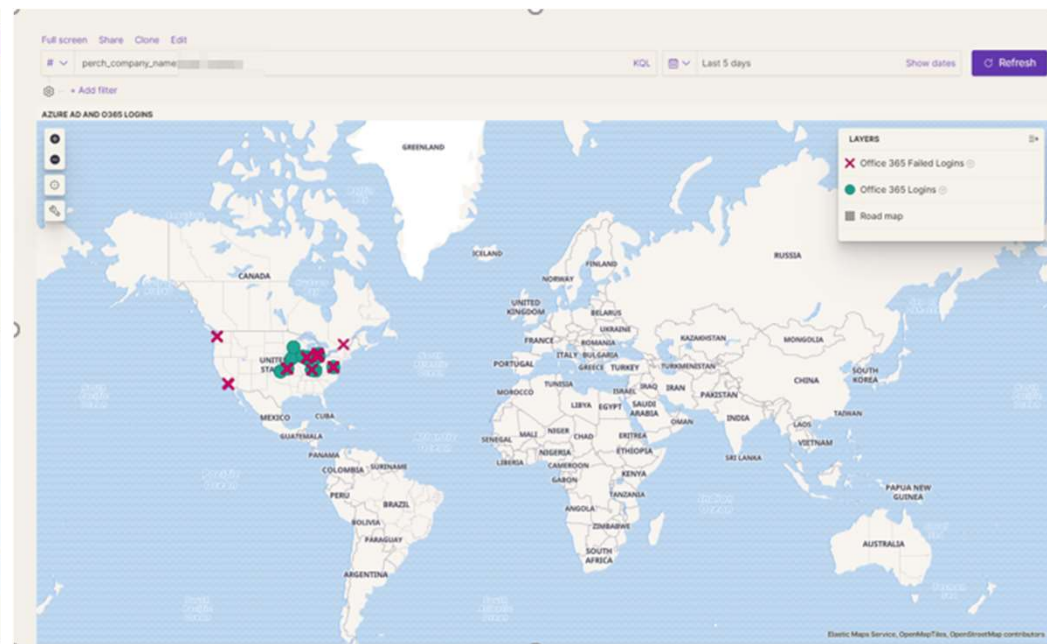 Full screen Share Clone Edit
# perch_company_name: KQL Last 5 days Show dates Refresh
+ Add filter
AZURE AD AND O365 LOGINS
LAYERS
Office 365 Failed Logins
Office 365 Logins
Road map
GREENLAND
ICELAND
RUSSIA
FINLAND
NORWAY
CANADA
UNITED
KINGDOM
BELARUS
UKRAINE
FRANCE
ROMANIA
KAZAKHSTAN
MONGOLIA
ITALY BULGARIA
UNITE
STA
PORTUGAL
GREECE TURKEY
TURKMENISTAN
SOUTH
KOREA
CHINA
TUNISIA
ISRAEL IRAQ IRAN
MOROCCO
PAKISTAN
LIBYA EGYPT SAUDI
ARABIA
MEXICO CUBA
OMAN
INDIA
TAIWAN
LAOS
GUATEMALA
SENEGAL MALI NIGER CHAD ERITREA
VIETNAM
PANAMA
NIGERIA
ETHIOPIA
SRI LANKA
LIBERIA
CAMEROON
COLOMBIA SURINAME
GABON
KENYA
PERU
BRAZIL
TANZANIA
PAPUA NEW
GUINEA
ANGOLA
BOLIVIA
ZIMBABWE
PARAGUAY
AUSTRALIA
SOUTH
AFRICA
ARGENTINA
Elastic Maps Service, OpenMapTiles, OpenStreetMap contributors